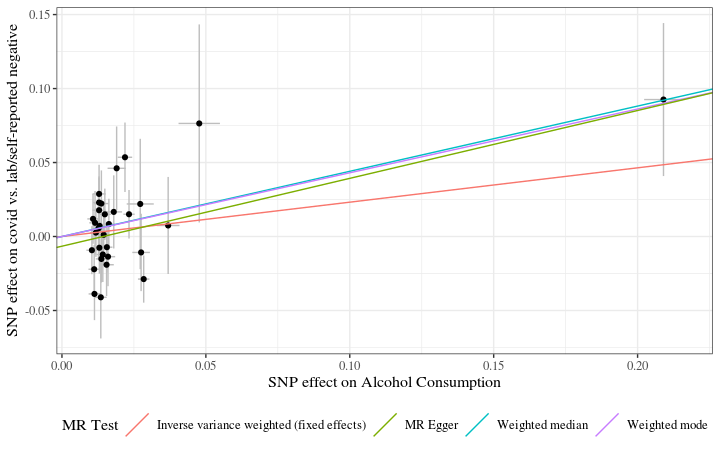 SNP effect on covid vs. lab/self-reported negative
0.15
0.10
0.05
0.00
-0.05
0.00 0.05 0.10 0.15 0.20
SNP effect on Alcohol Consumption
MR Test Inverse variance weighted (fixed effects) MR Egger Weighted median Weighted mode